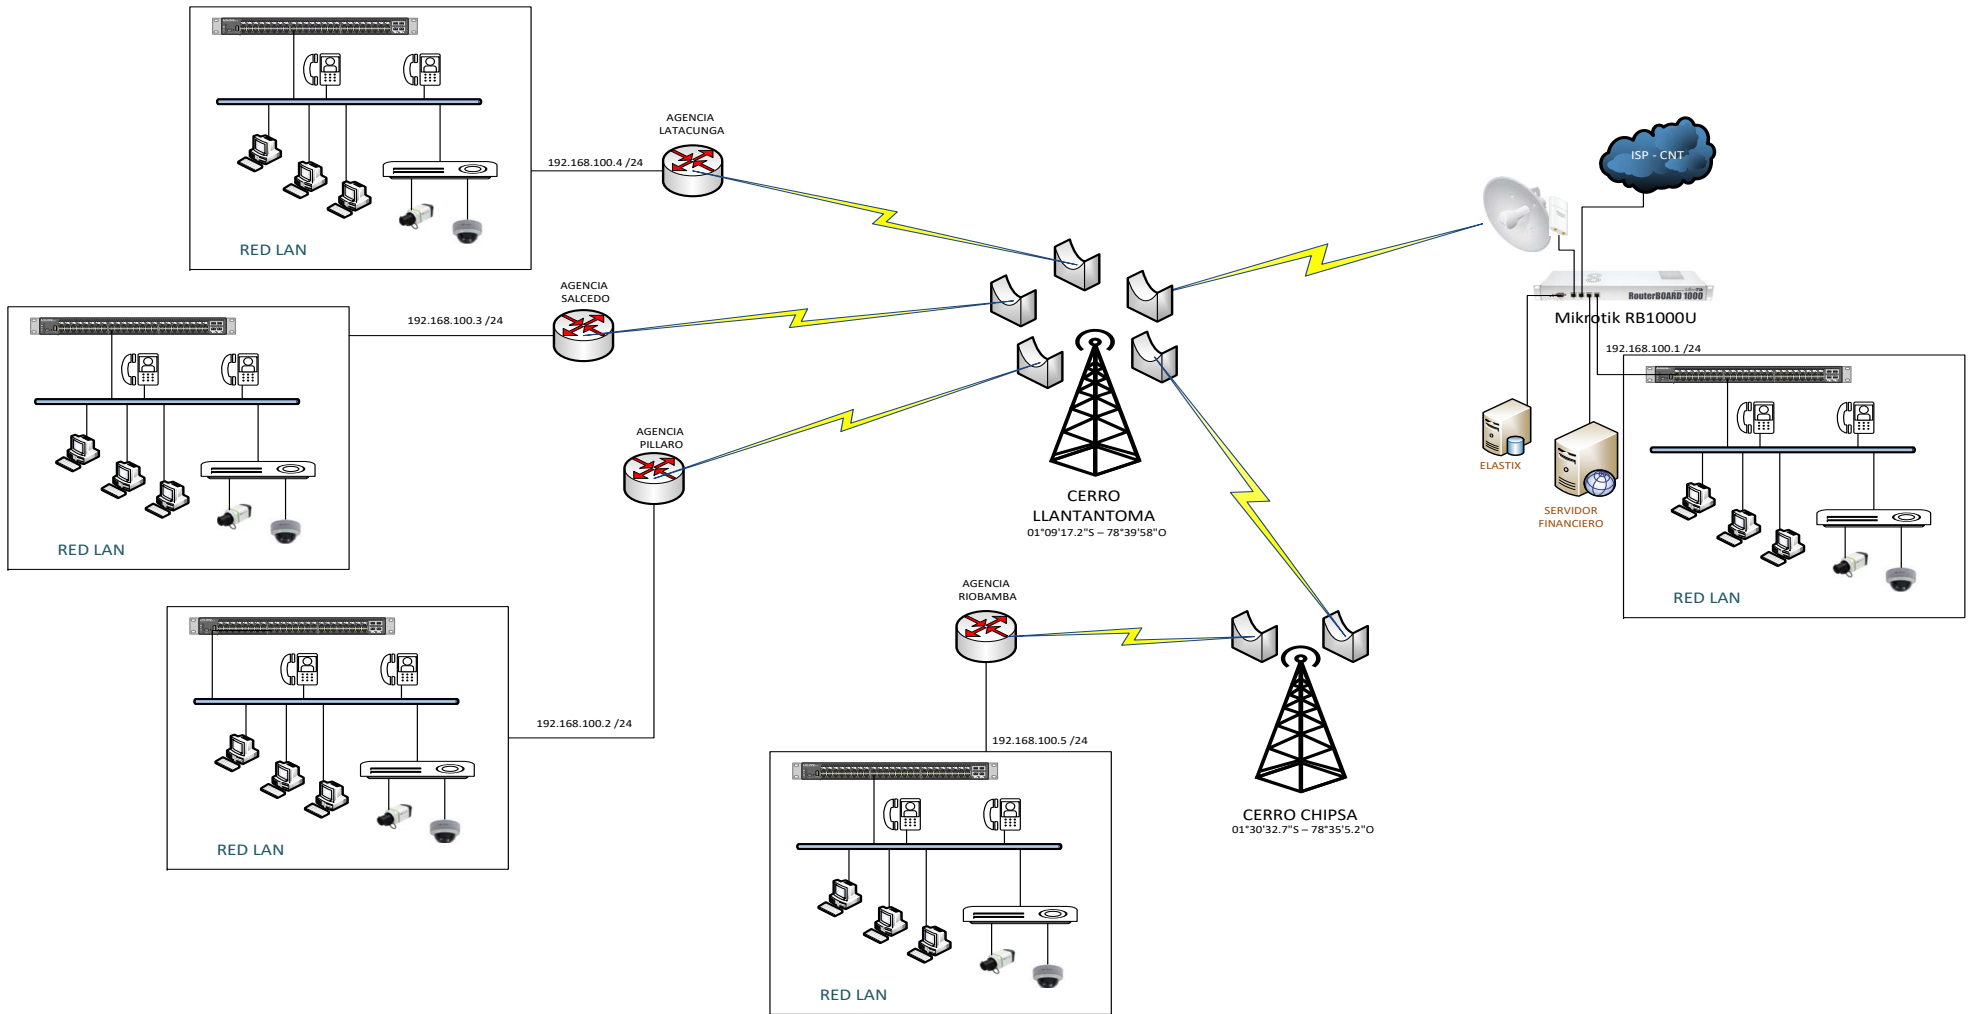 AGENCIA
LATACUNGA
192.168.100.4 /24
RED LAN
ISP - CNT
RouterBOARD 1000
Mikrotik RB1000U
192.168.100.1 /24
AGENCIA
SALCEDO
192.168.100.3 /24
RED LAN
AGENCIA
PILLARO
192.168.100.2 /24
RED LAN
CERRO
LLANTANTOMA
01°09'17.2"S – 78°39'58"O
ELASTIX
SERVIDOR
FINANCIERO
RED LAN
AGENCIA
RIOBAMBA
192.168.100.5 /24
RED LAN
CERRO CHIPSA
01°30'32.7"S – 78°35'5.2"O